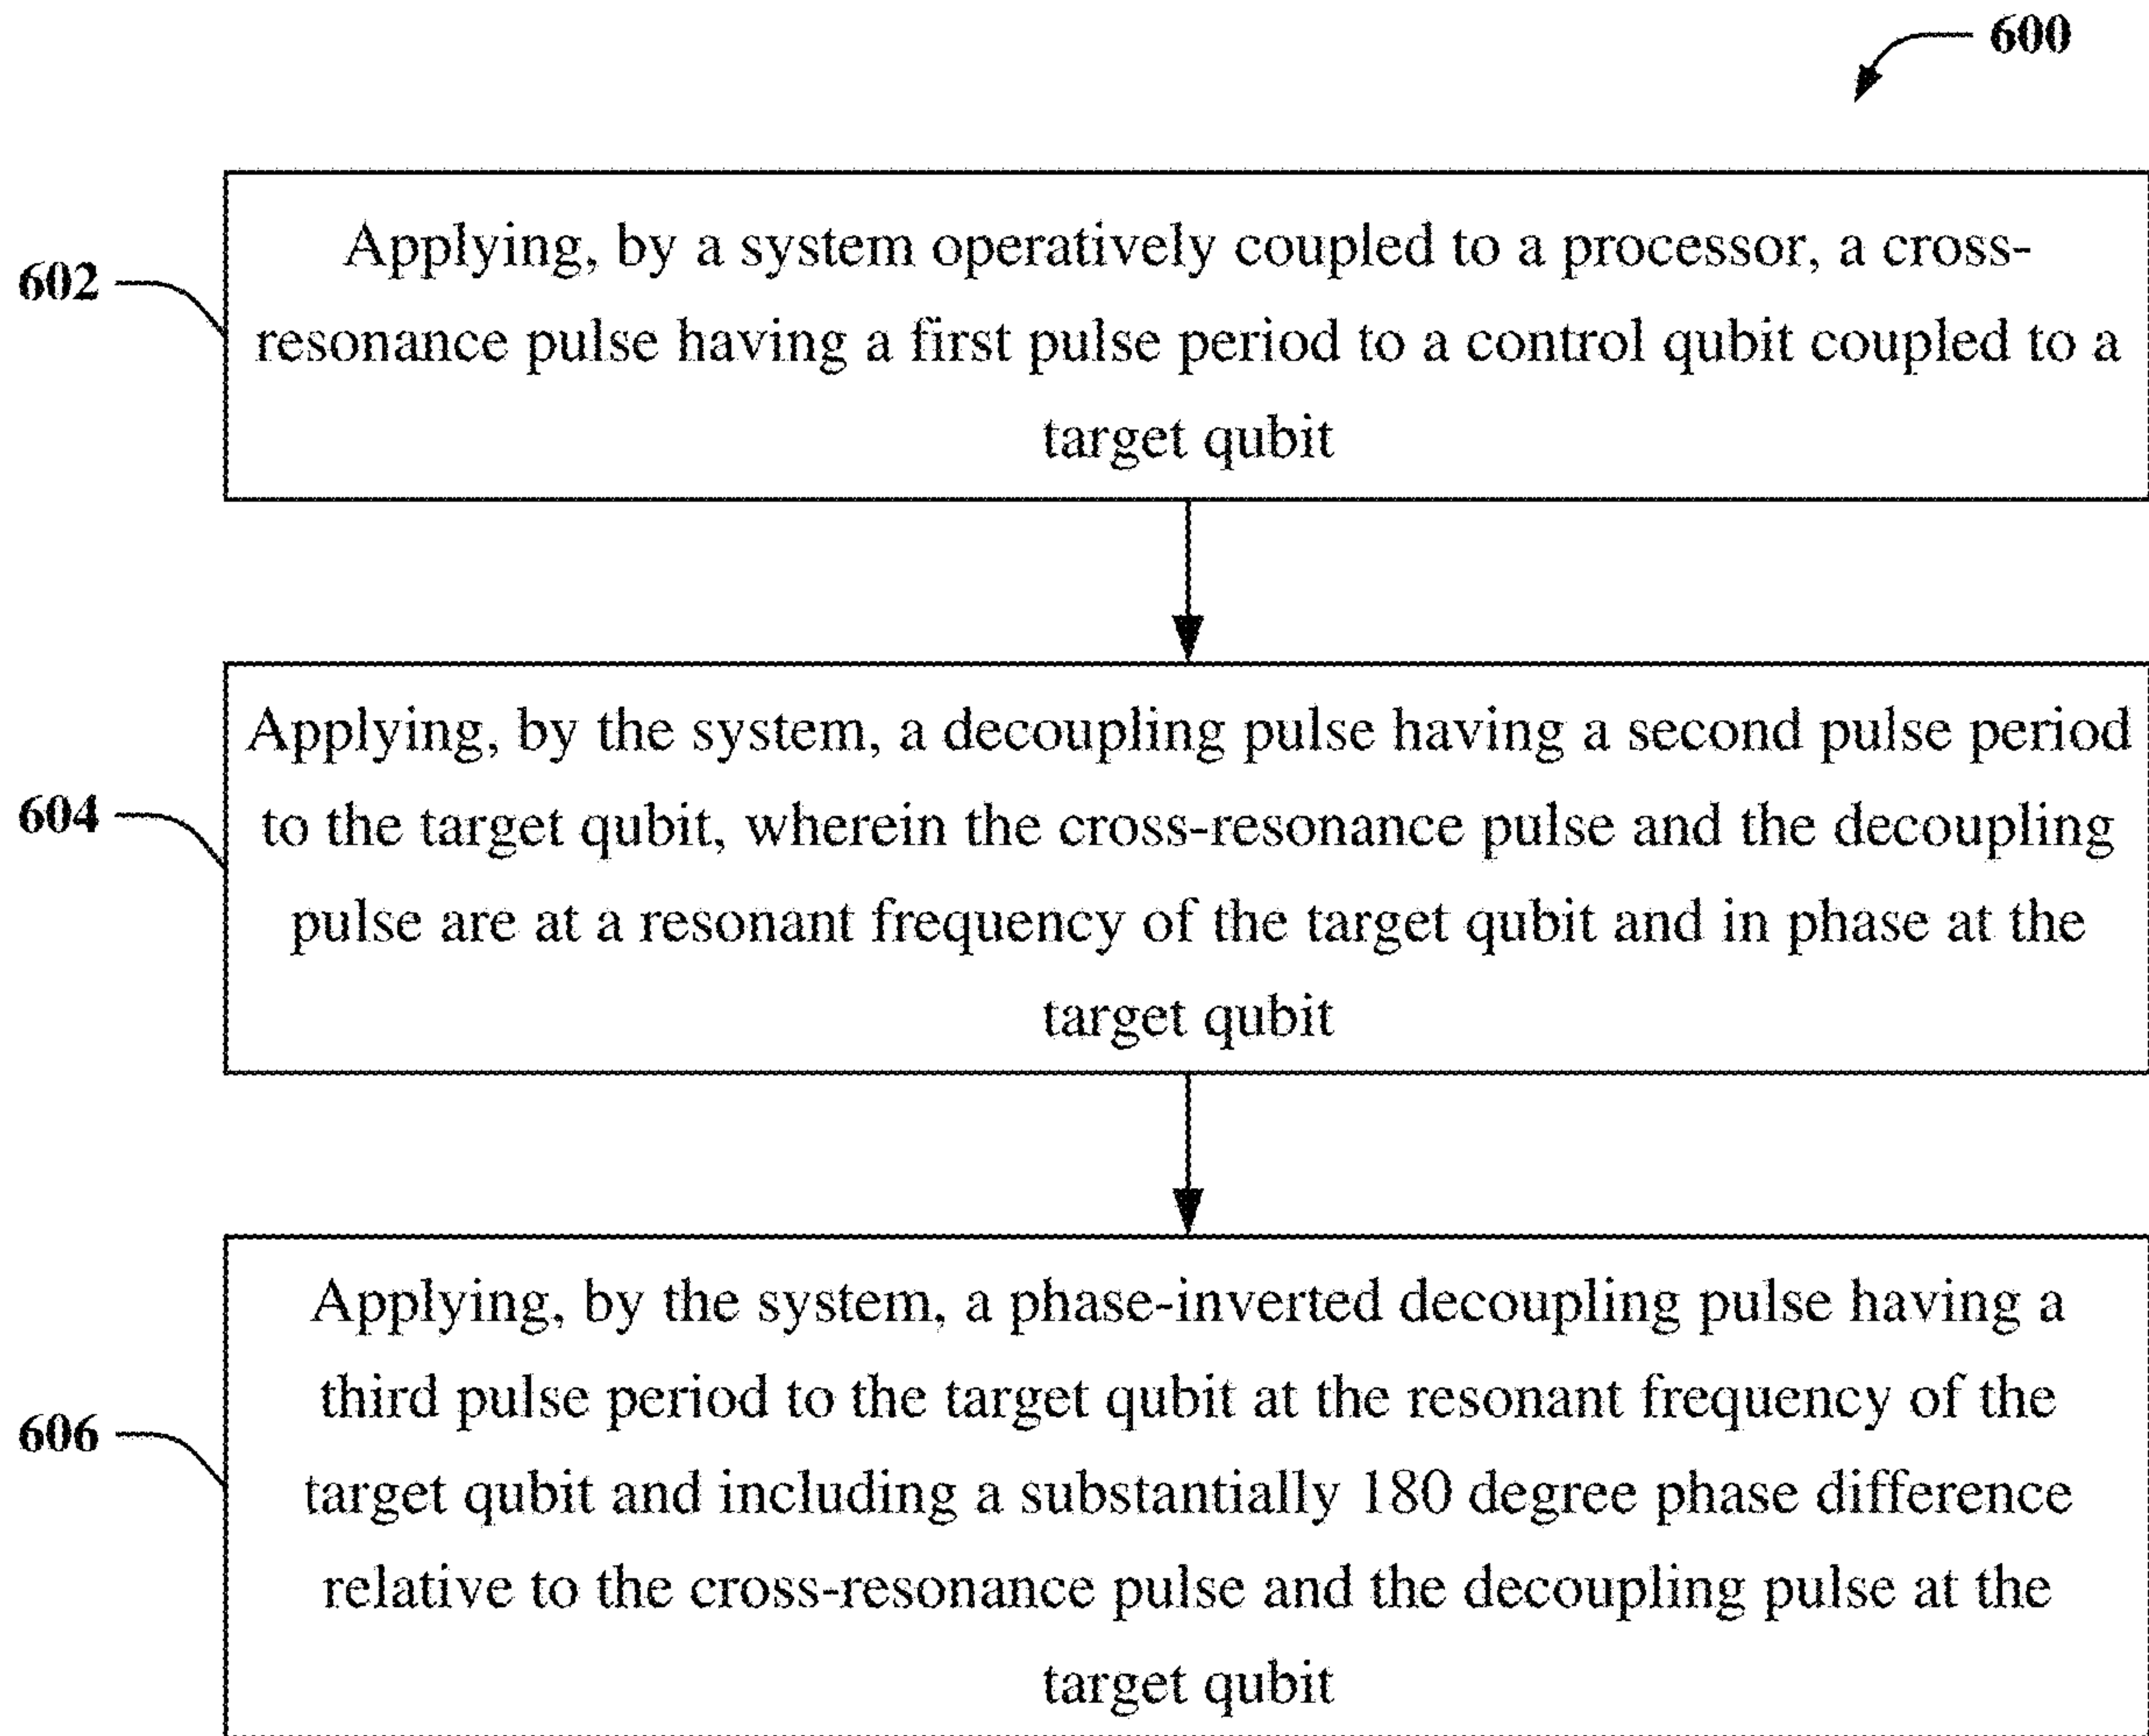 600
602
Applying, by a system operatively coupled to a processor, a cross-
resonance pulse having a first pulse period to a control qubit coupled to a
target qubit
604
Applying, by the system, a decoupling pulse having a second pulse period
to the target qubit, wherein the cross-resonance pulse and the decoupling
pulse are at a resonant frequency of the target qubit and in phase at the
target qubit
606
Applying, by the system, a phase-inverted decoupling pulse having a
third pulse period to the target qubit at the resonant frequency of the
target qubit and including a substantially 180 degree phase difference
relative to the cross-resonance pulse and the decoupling pulse at the
target qubit